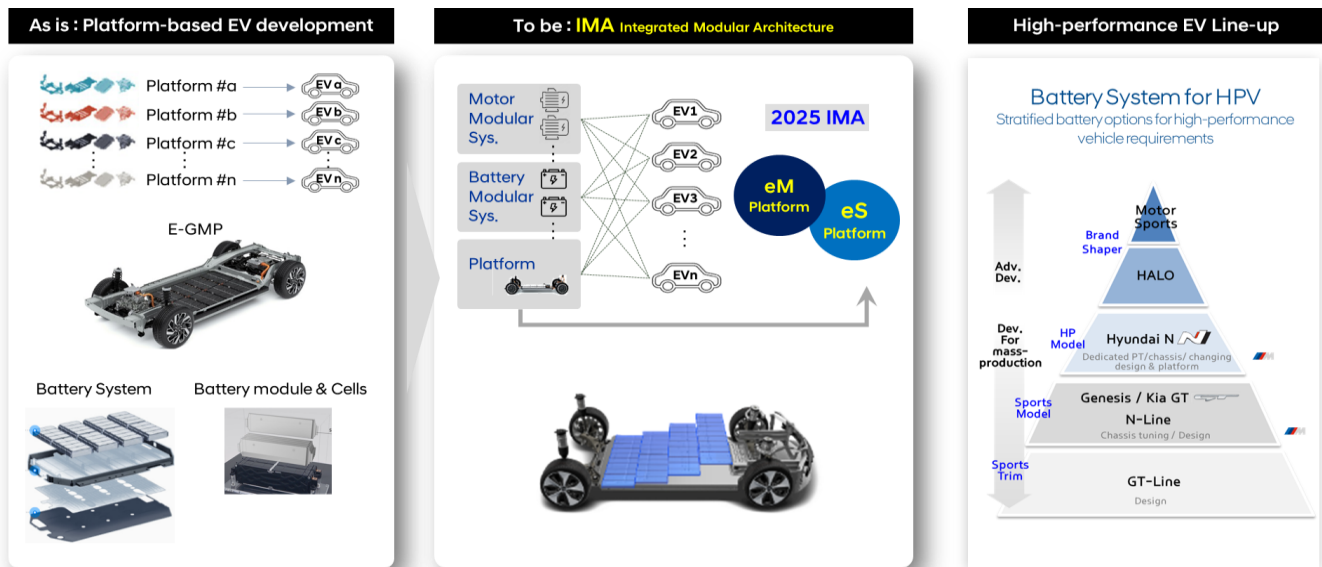 As is : Platform-based EV development
Platform #a
EV a
Platform #b
EV b
Platform #c
EV c
Platform #n
EV n
E-GMP
Battery System
Battery module & Cells
To be : IMA Integrated Modular Architecture
Motor
Modular
Sys.
Battery
Modular
Sys.
Platform
EV1
EV2
EV3
EVn
2025 IMA
eM
Platform
eS
Platform
High-performance EV Line-up
Battery System for HPV
Stratified battery options for high-performance
vehicle requirements
Adv.
Dev.
Dev.
For
mass-
production
Brand
Shaper
Motor
Sports
HALO
HP
Model
Hyundai N
Dedicated PT/chassis/ changing
design & platform
Sports
Model
Genesis / Kia GT
N-Line
Chassis tuning / Design
Sports
Trim
GT-Line
Design